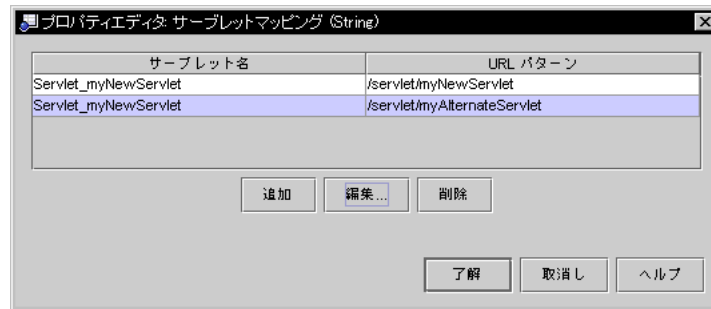 プロパティエディタ: サーブレットマッピング (String)
サーブレット名 URL パターン
Servlet_myNewServlet /servlet/myNewServlet
Servlet_myNewServlet /servlet/myAlternateServlet
追加 編集... 削除
了解 取消し ヘルプ